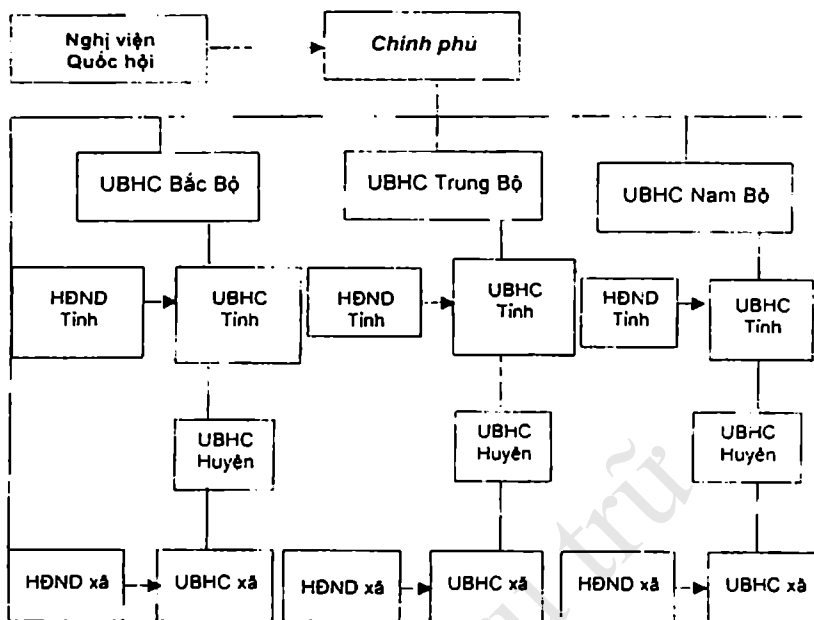 Nghị viện
Quốc hội
Chính phủ
UBHC Bắc Bộ
UBHC Trung Bộ
UBHC Nam Bộ
HĐND
Tỉnh
UBHC
Tỉnh
HĐND
Tỉnh
UBHC
Tỉnh
HĐND
Tỉnh
UBHC
Tỉnh
UBHC
Huyện
UBHC
Huyện
UBHC
Huyện
HĐND xã
UBHC xã
HĐND xã
UBHC xã
HĐND xã
UBHC xã
trữ